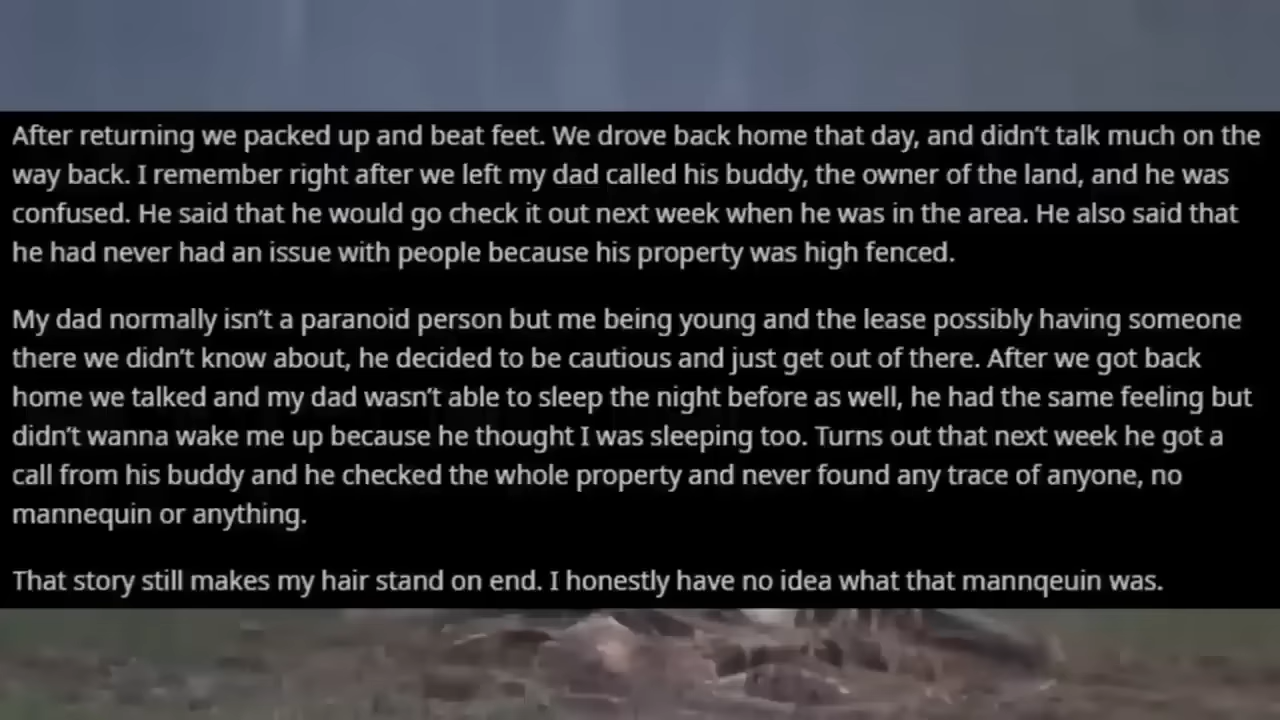 After returning we packed up and beat feet. We drove back home that day, and didn't talk much on the
way back. I remember right after we left my dad called his buddy, the owner of the land, and he was
confused. He said that he would go check it out next week when he was in the area. He also said that
he had never had an issue with people because his property was high fenced.
My dad normally isn't a paranoid person but me being young and the lease possibly having someone
there we didn't know about, he decided to be cautious and just get out of there. After we got back
home we talked and my dad wasn't able to sleep the night before as well, he had the same feeling but
didn't wanna wake me up because he thought I was sleeping too. Turns out that next week he got a
call from his buddy and he checked the whole property and never found any trace of anyone, no
mannequin or anything.
That story still makes my hair stand on end. I honestly have no idea what that mannqeuin was.